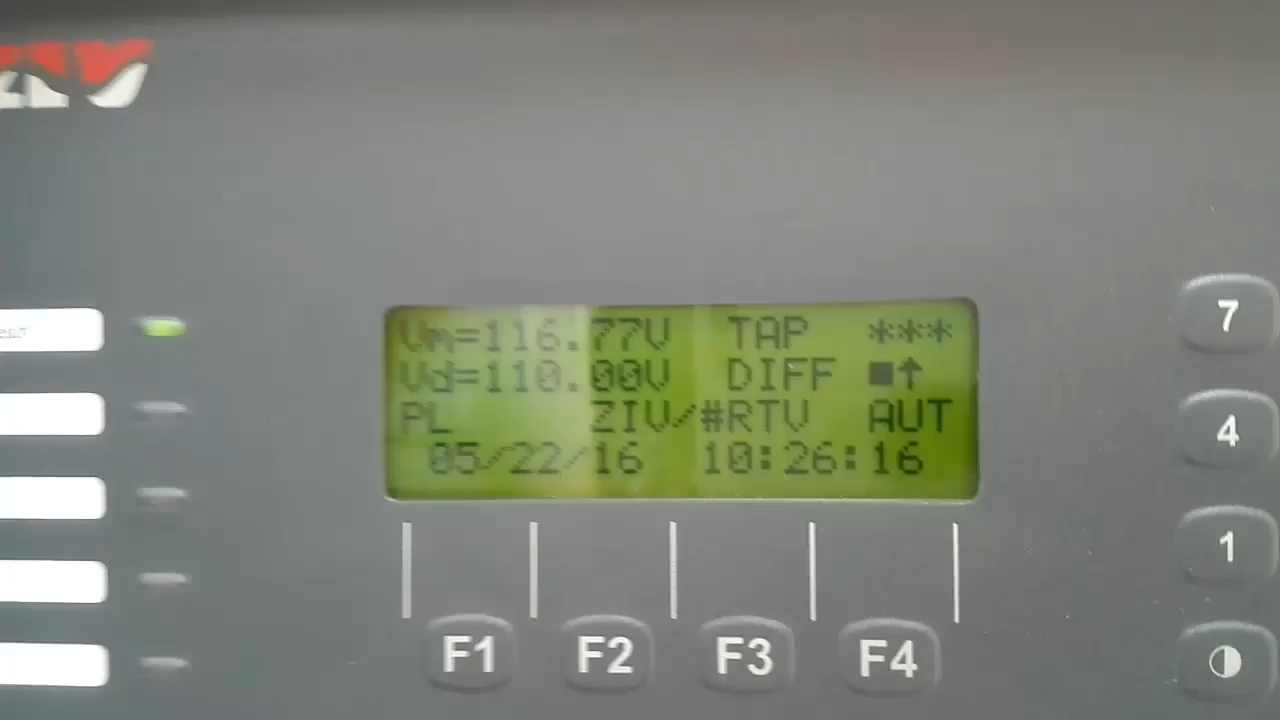 ZIV
Vm=116.77V TAP ***
Vd=110.00V DIFF ■↑
PL ZIV/#RTV AUT
05/22/16 10:26:16
F1 F2 F3 F4
7
4
1